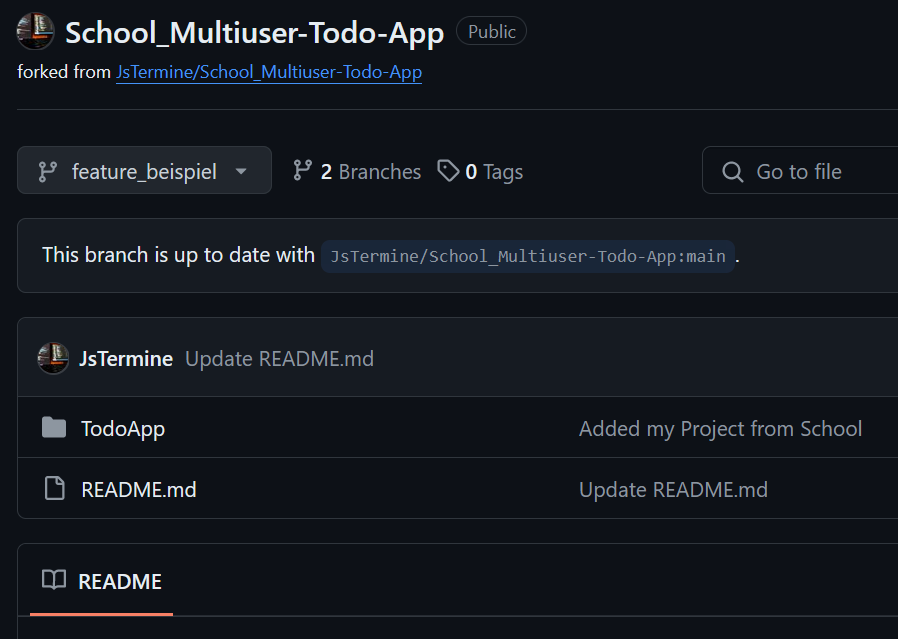 School_Multiuser-Todo-App Public
forked from JsTermine/School_Multiuser-Todo-App
feature_beispiel 2 Branches 0 Tags Go to file
This branch is up to date with JsTermine/School_Multiuser-Todo-App:main .
JsTermine Update README.md
TodoApp Added my Project from School
README.md Update README.md
README